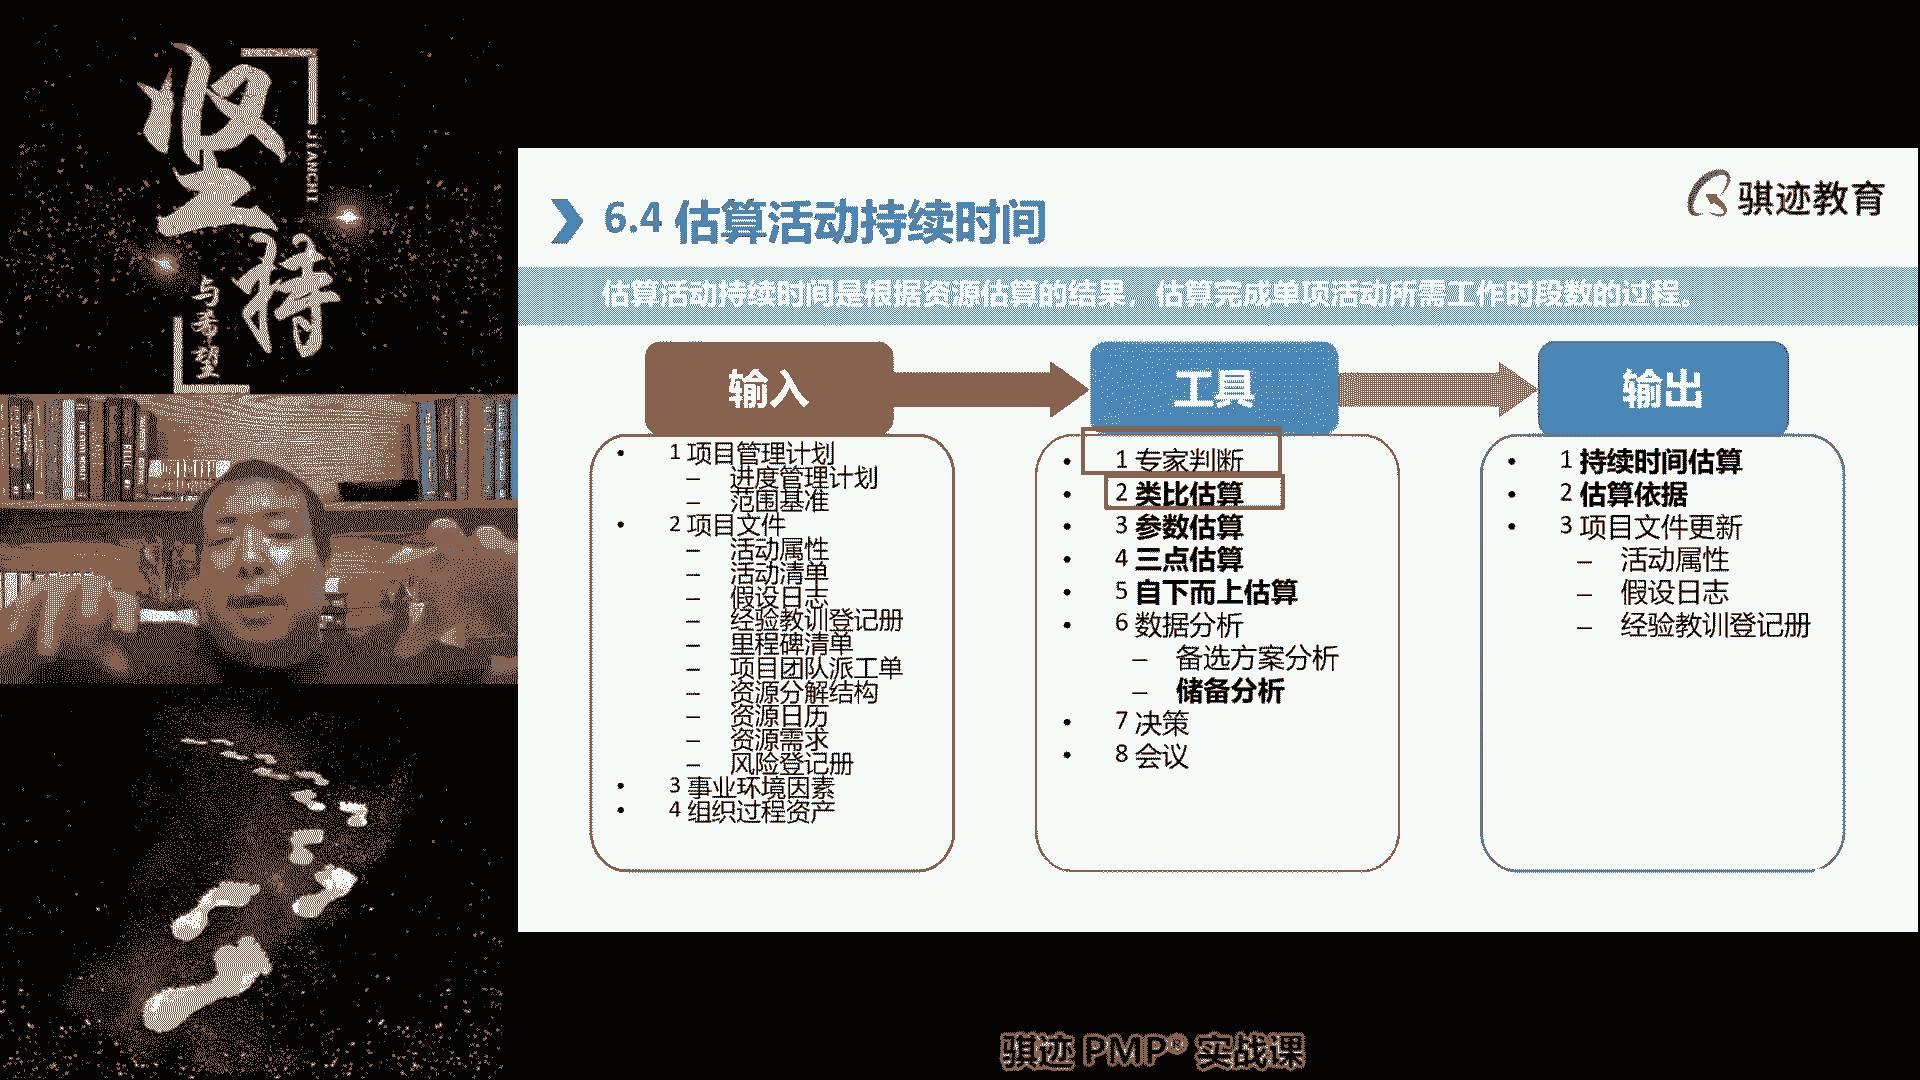 坚持
JIANCHI
与希望
骐迹教育
6.4 估算活动持续时间
估算活动持续时间是根据资源估算的结果，估算完成单项活动所需工作时段数的过程。
输入
• 1 项目管理计划
– 进度管理计划
– 范围基准
• 2 项目文件
– 活动属性
– 活动清单
– 假设日志
– 经验教训登记册
– 里程碑清单
– 项目团队派工单
– 资源分解结构
– 资源日历
– 资源需求
– 风险登记册
• 3 事业环境因素
• 4 组织过程资产
工具
• 1 专家判断
• 2 类比估算
• 3 参数估算
• 4 三点估算
• 5 自下而上估算
• 6 数据分析
– 备选方案分析
– 储备分析
• 7 决策
• 8 会议
输出
• 1 持续时间估算
• 2 估算依据
• 3 项目文件更新
– 活动属性
– 假设日志
– 经验教训登记册
骐迹 PMP® 实战课